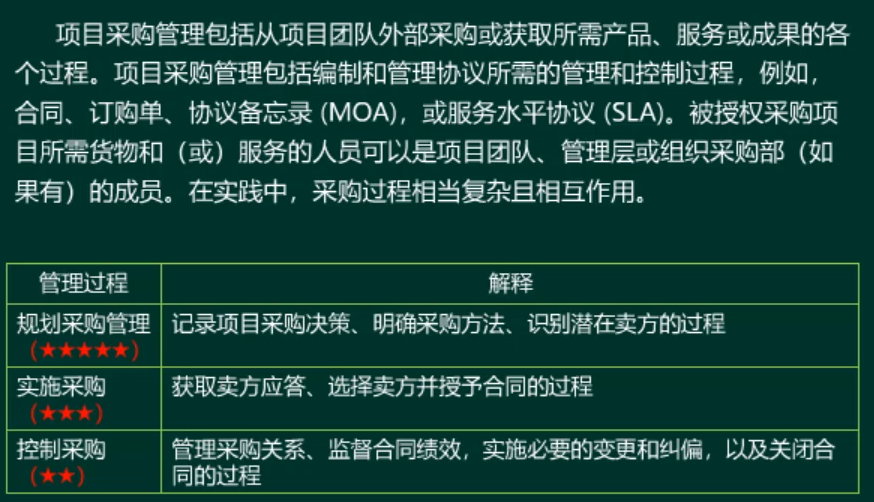 项目采购管理包括从项目团队外部采购或获取所需产品、服务或成果的各
个过程。项目采购管理包括编制和管理协议所需的管理和控制过程，例如，
合同、订购单、协议备忘录 (MOA)，或服务水平协议 (SLA)。被授权采购项
目所需货物和（或）服务的人员可以是项目团队、管理层或组织采购部（如
果有）的成员。在实践中，采购过程相当复杂且相互作用。
管理过程 解释
规划采购管理 记录项目采购决策、明确采购方法、识别潜在卖方的过程
（★★★★★）
实施采购 获取卖方应答、选择卖方并授予合同的过程
（★★★）
控制采购 管理采购关系、监督合同绩效，实施必要的变更和纠偏，以及关闭合
（★★） 同的过程